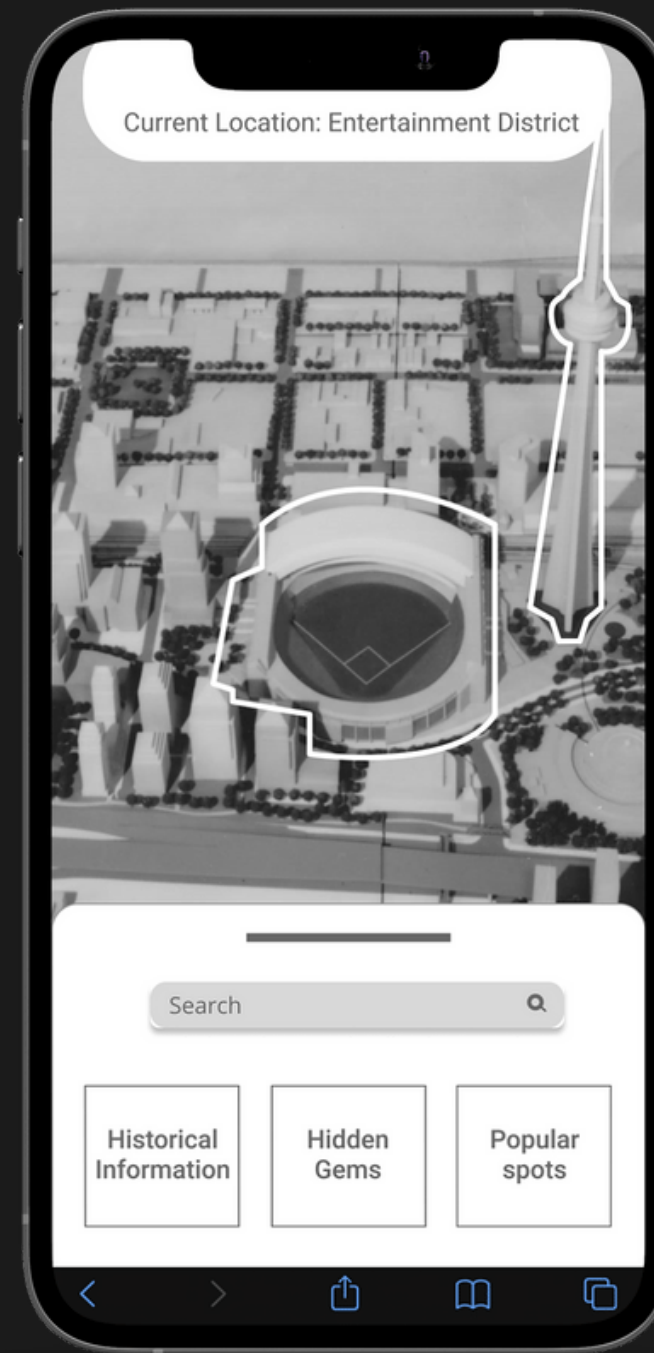 Current Location: Entertainment District
Search
Historical
Information
Hidden
Gems
Popular
spots